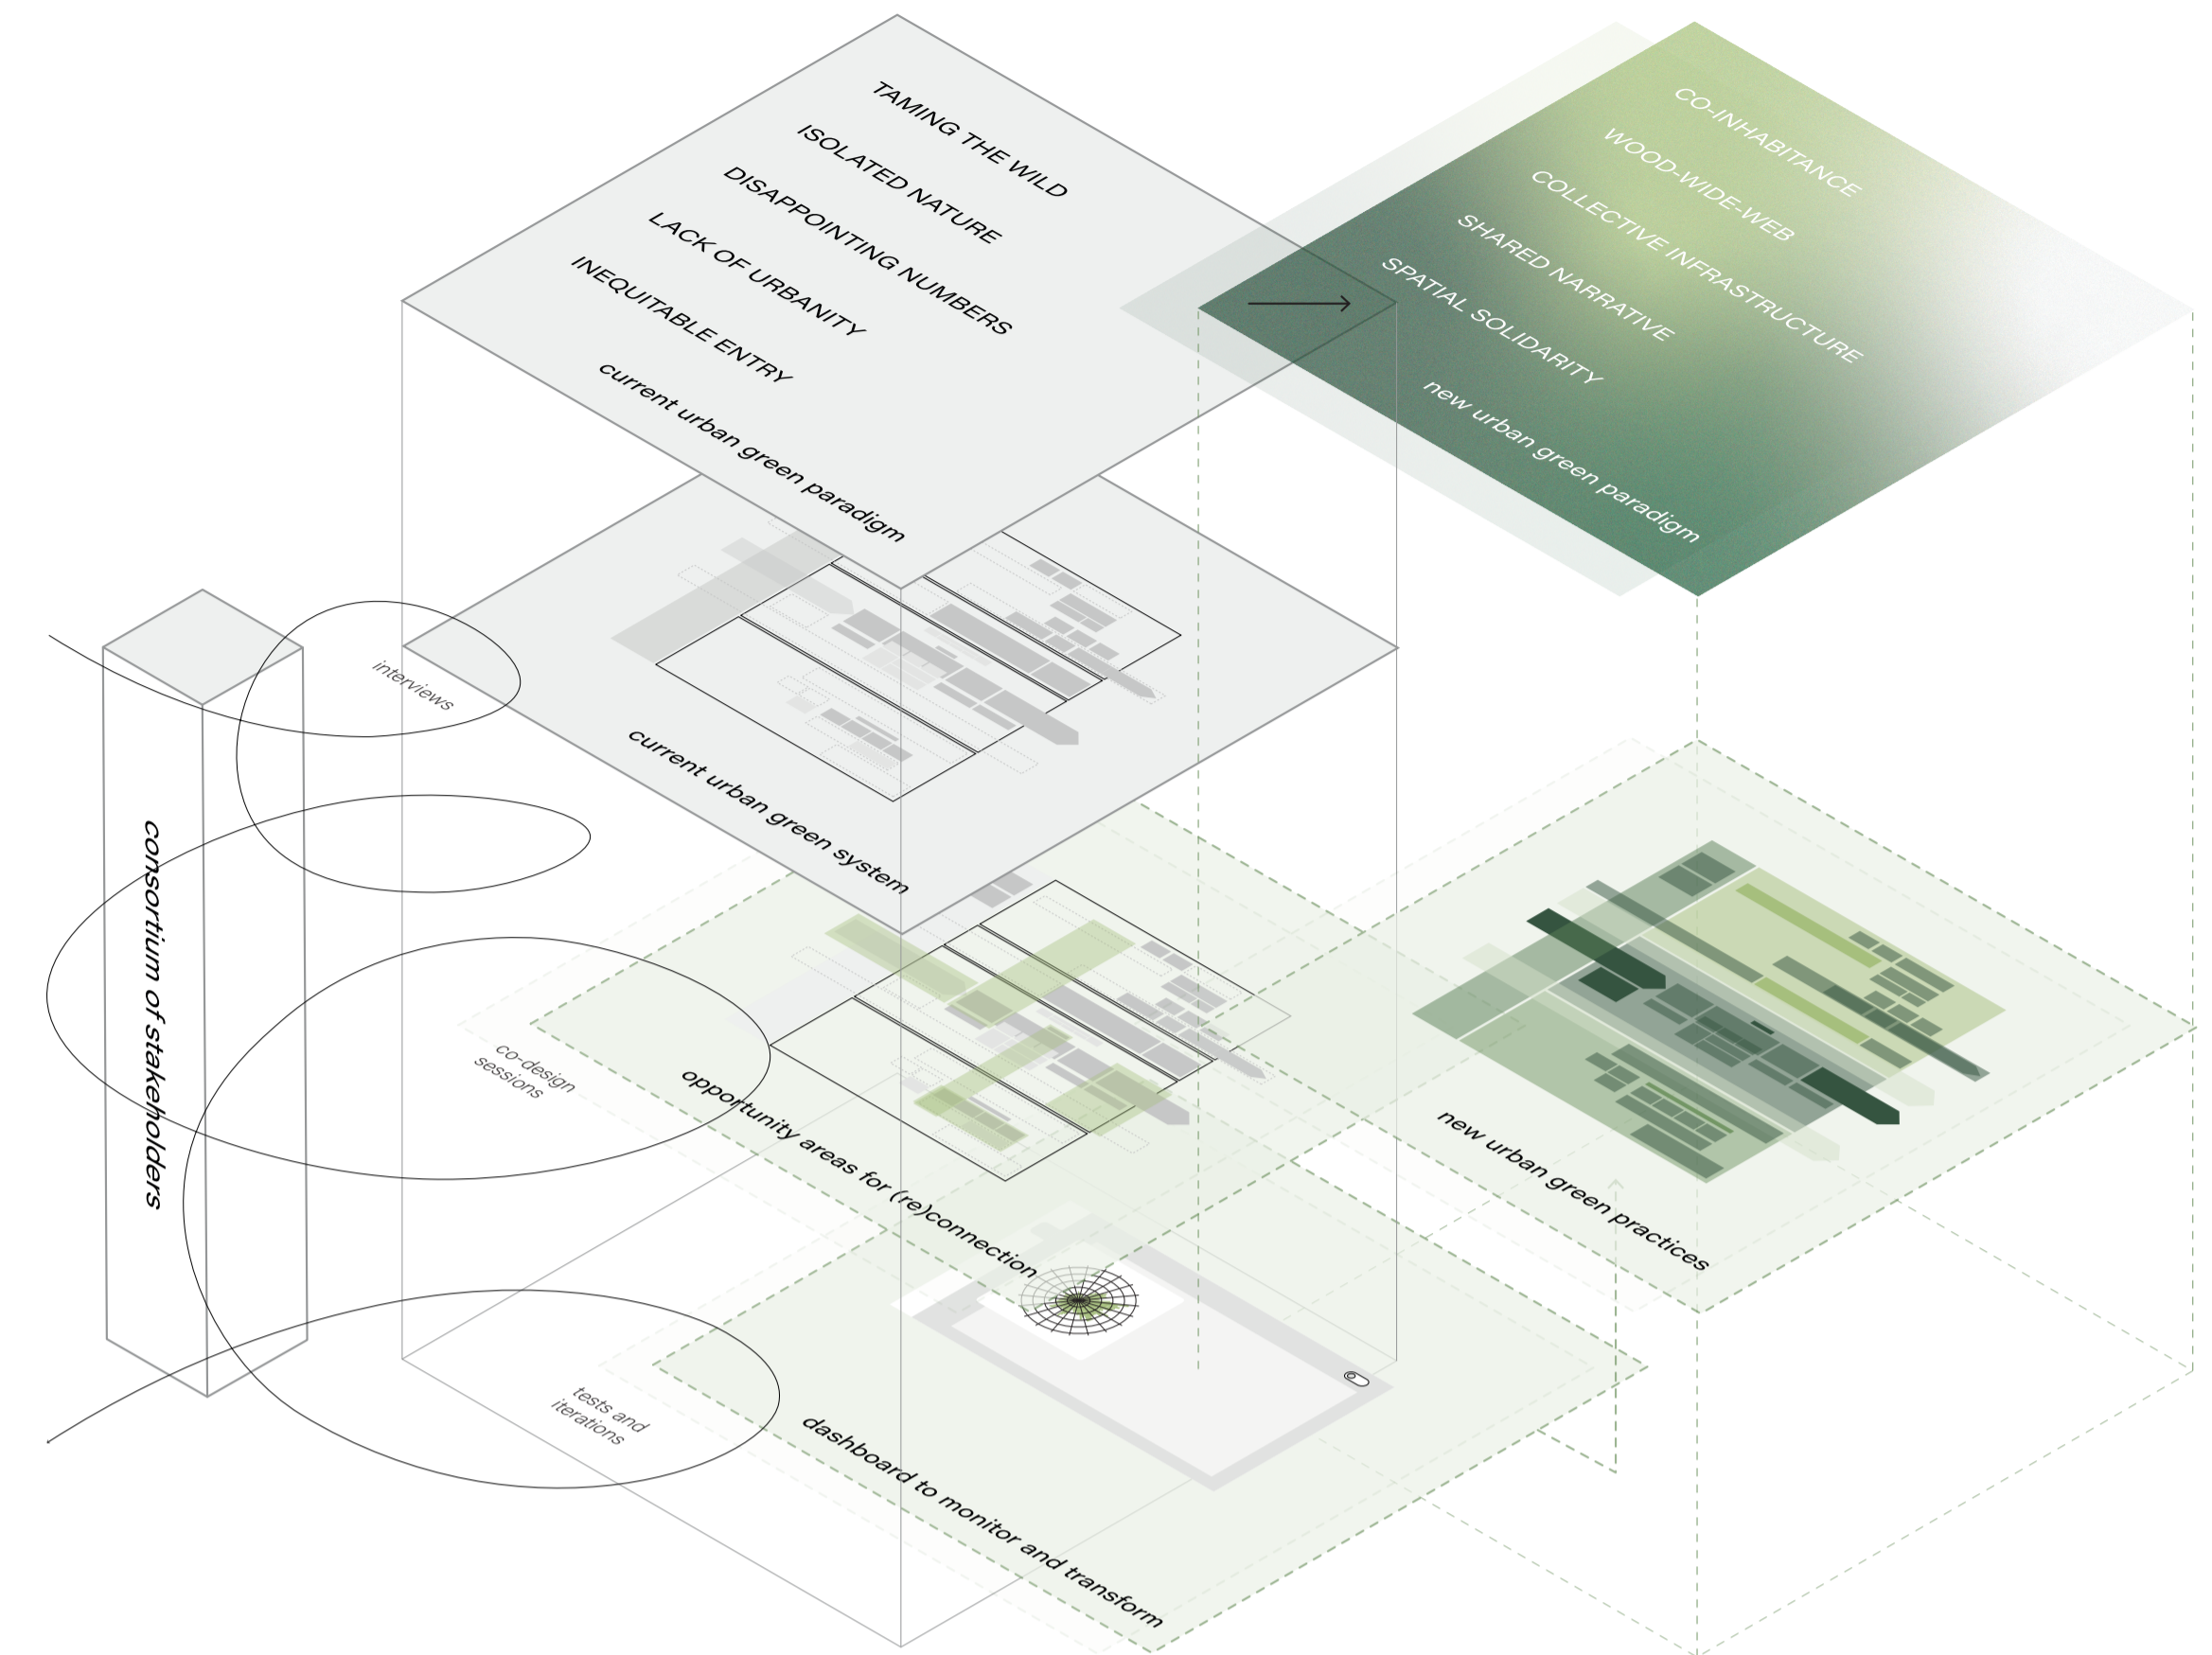 TAMING THE WILD
ISOLATED NATURE
DISAPPOINTING NUMBERS
LACK OF URBANITY
INEQUITABLE ENTRY
current urban green paradigm
CO-INHABITANCE
WOOD-WIDE-WEB
COLLECTIVE INFRASTRUCTURE
SHARED NARRATIVE
SPATIAL SOLIDARITY
new urban green paradigm
interviews
current urban green system
consortium of stakeholders
co-design
sessions
opportunity areas for (re)connection
new urban green practices
tests and
iterations
dashboard to monitor and transform